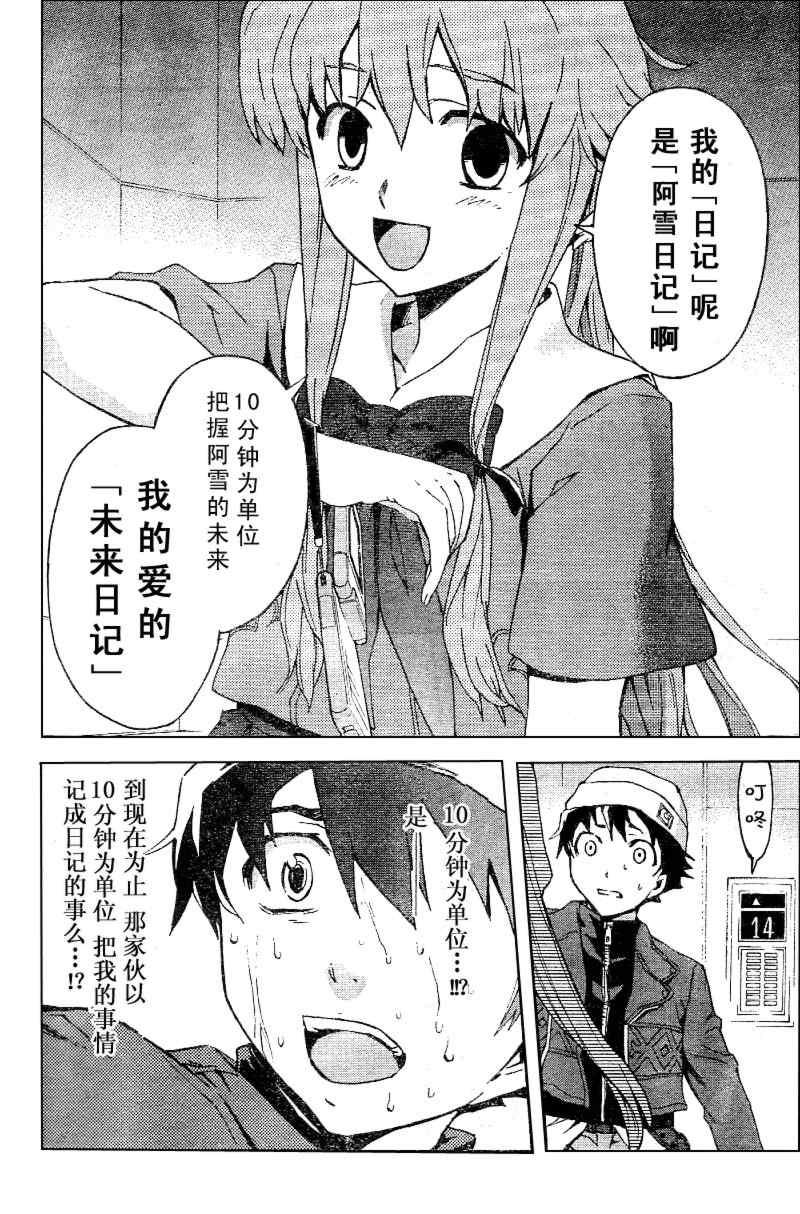 我的「日记」呢
是「阿雪日记」啊
10分钟为单位
把握阿雪的未来
我的爱的
「未来日记」
叮咚
14
10分钟为单位…!!?
是
到现在为止 那家伙以
10分钟为单位 把我的事情
记成日记的事么…!?